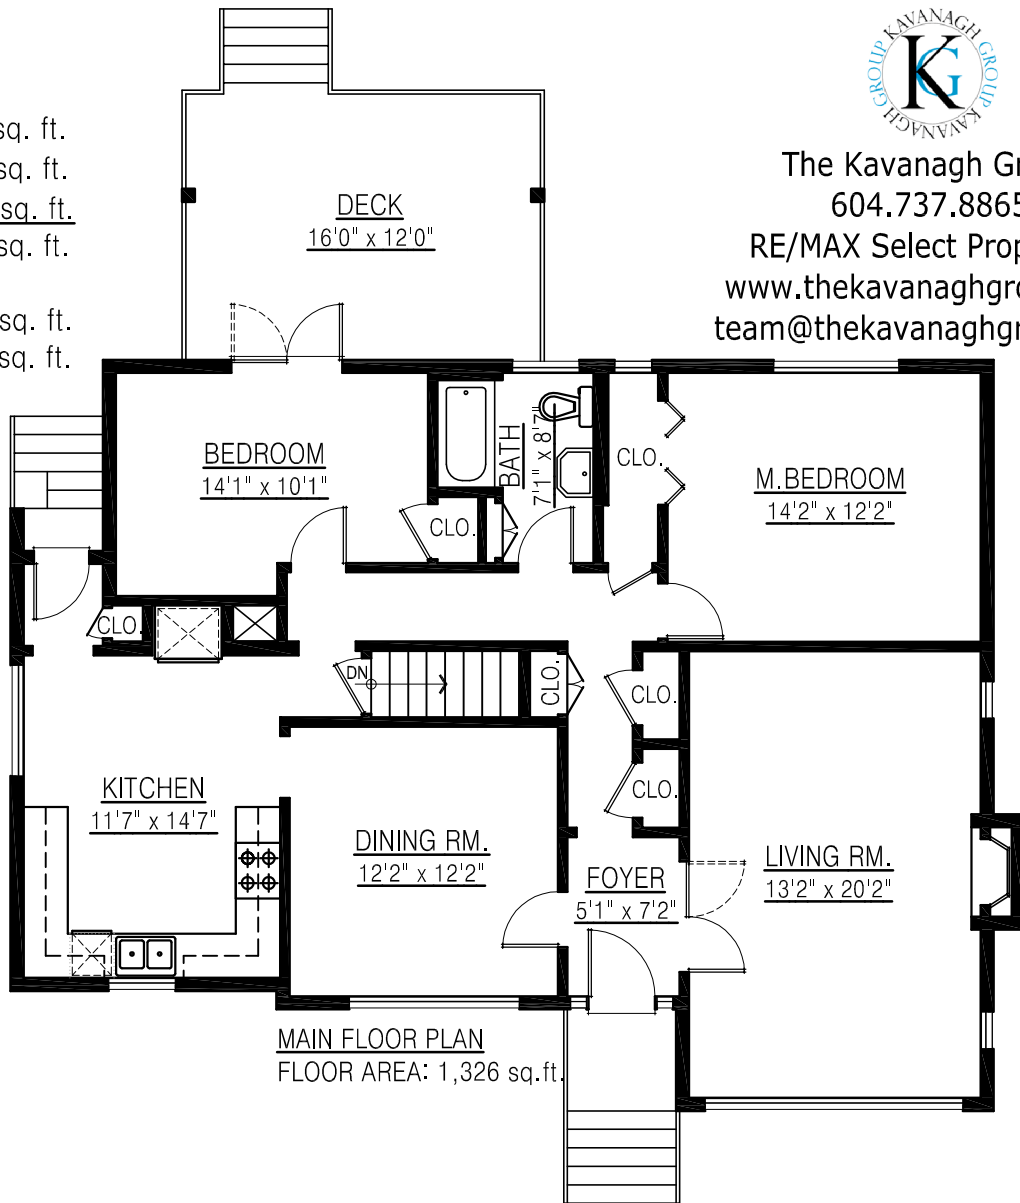 KAVANAGH GROUP KAVANAGH GROUP
KG
The Kavanagh Gr
604.737.8865
RE/MAX Select Prop
www.thekavanaghgro
team@thekavanaghgr
sq. ft.
sq. ft.
sq. ft.
sq. ft.
sq. ft.
sq. ft.
DECK
16'0" x 12'0"
BEDROOM
14'1" x 10'1"
CLO.
BATH
7'1" x 8'7"
CLO.
M.BEDROOM
14'2" x 12'2"
CLO.
DN
CLO.
CLO.
CLO.
KITCHEN
11'7" x 14'7"
DINING RM.
12'2" x 12'2"
FOYER
5'1" x 7'2"
LIVING RM.
13'2" x 20'2"
MAIN FLOOR PLAN
FLOOR AREA: 1,326 sq.ft.